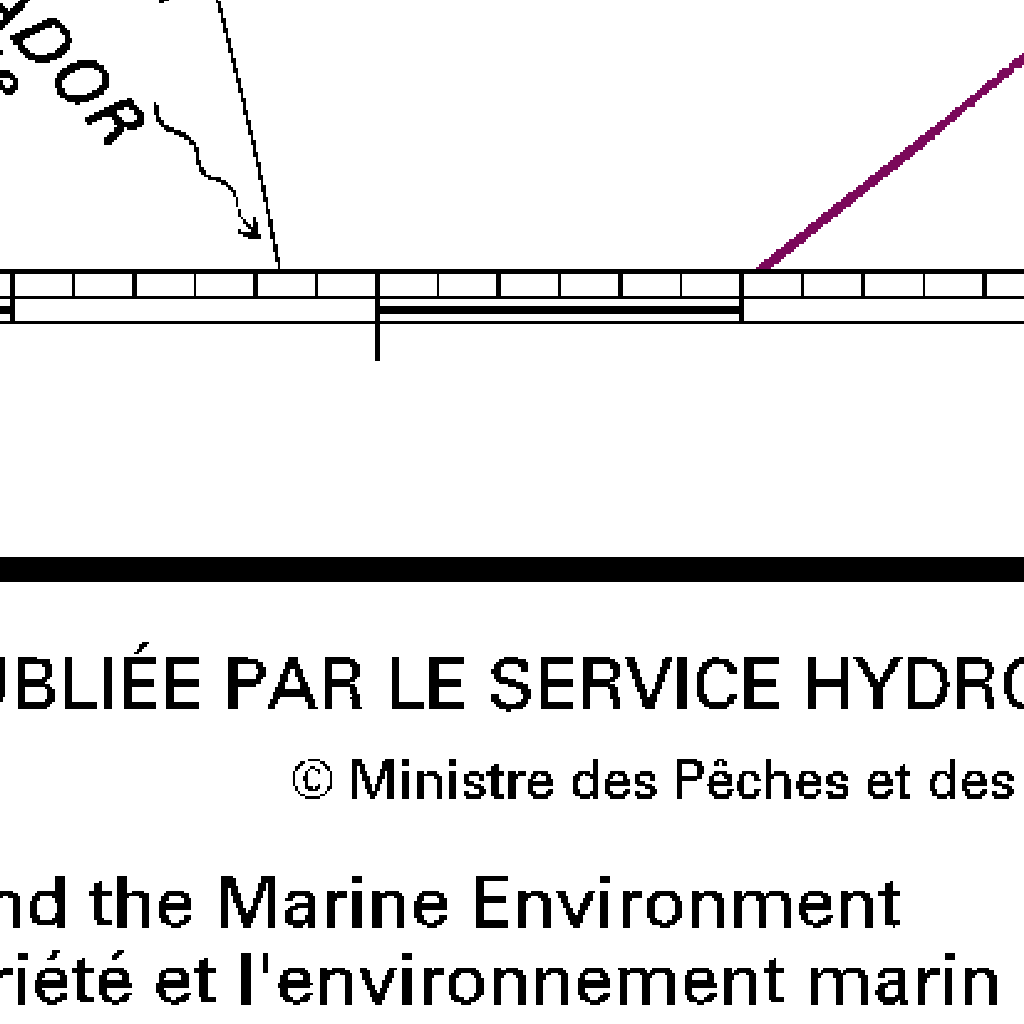 ADOR
UBLIÉE PAR LE SERVICE HYDRO
© Ministre des Pêches et des
nd the Marine Environment
riété et l'environnement marin